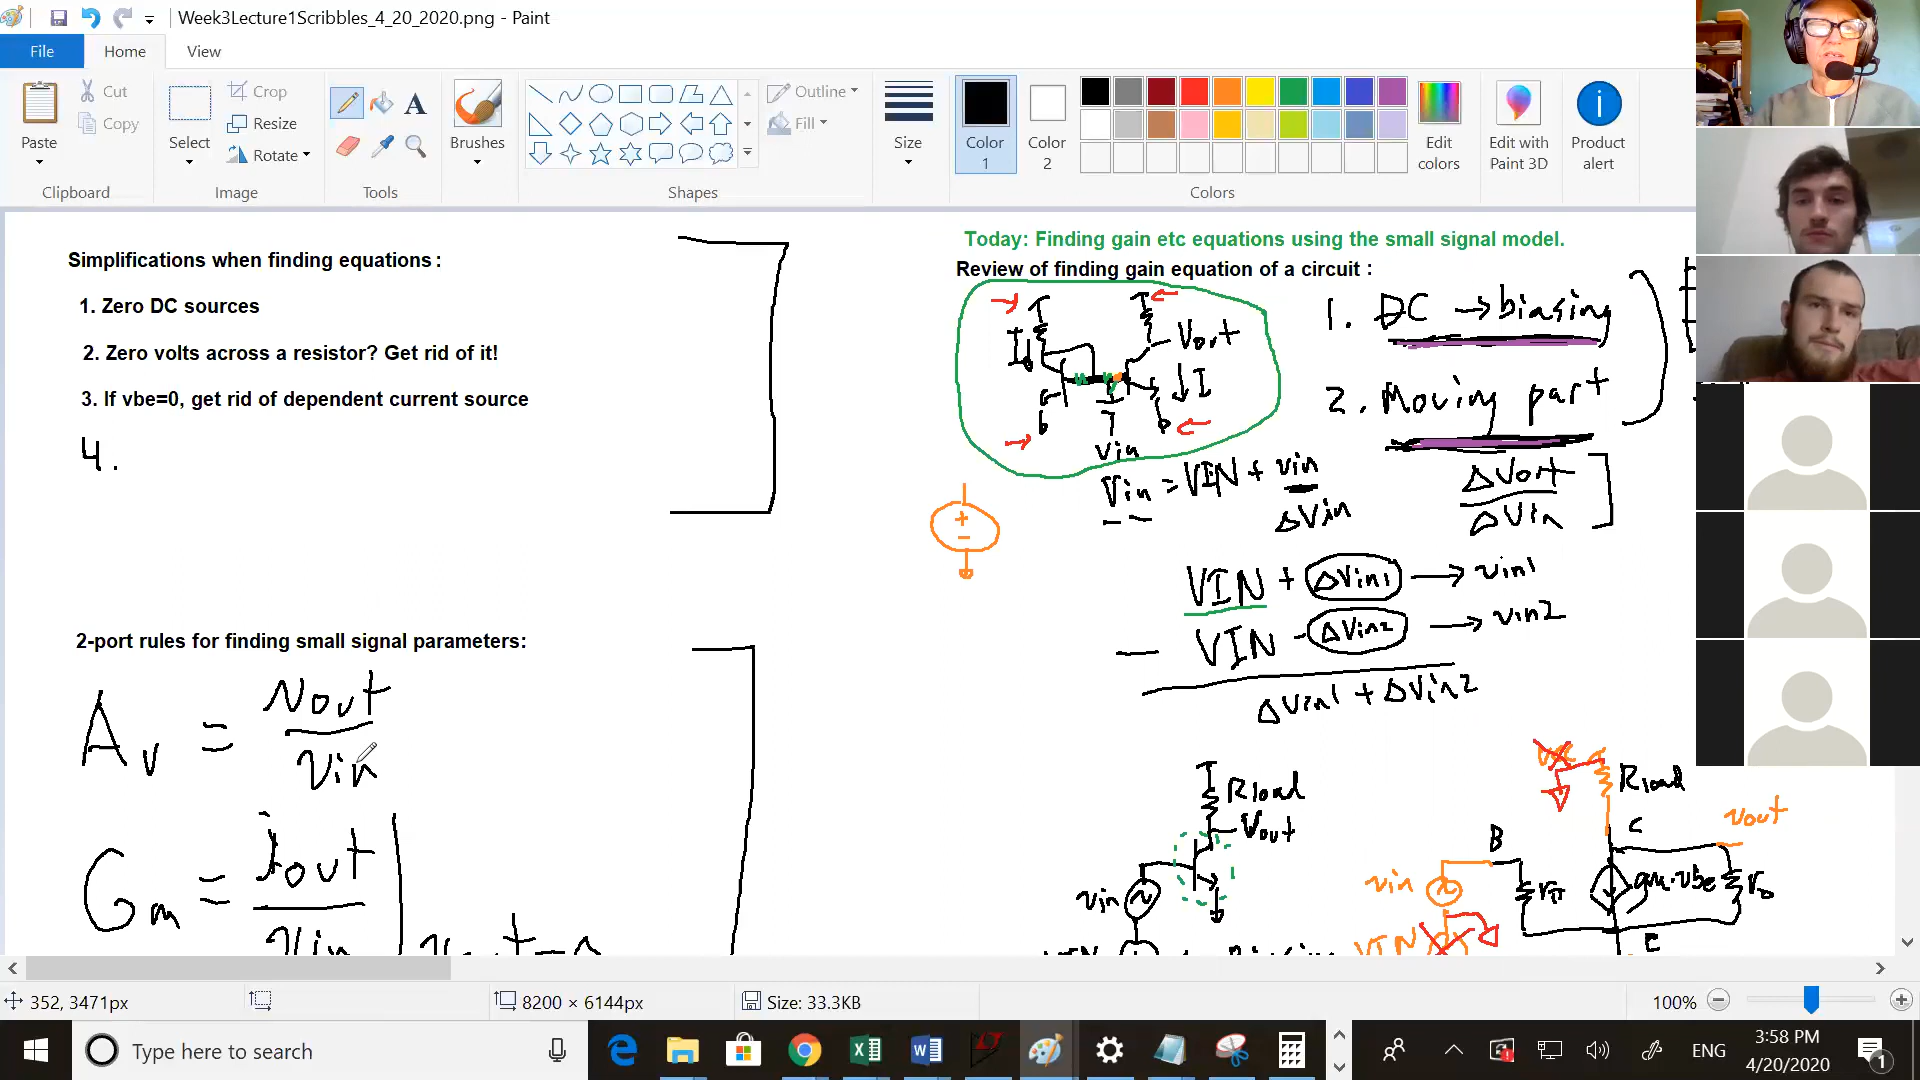 Week3Lecture1Scribbles_4_20_2020.png - Paint
File Home View
Paste Cut Copy Clipboard
Select Crop Resize Rotate Image
A Tools
Brushes
Outline Fill Shapes
Size
Color 1
Color 2
Edit colors
Colors
Edit with Paint 3D
Product alert
Simplifications when finding equations:
1. Zero DC sources
2. Zero volts across a resistor? Get rid of it!
3. If vbe=0, get rid of dependent current source
4.
2-port rules for finding small signal parameters:
Av = vout / vin
Gm = iout / vin
Today: Finding gain etc equations using the small signal model.
Review of finding gain equation of a circuit :
Vout
I
Vin
1. DC → biasing
2. Moving part
Vin = VIN + vin
ΔVin
ΔVout / ΔVin
+
-
VIN + ΔVin1 → vin1
- VIN - ΔVin2 → vin2
ΔVin1 + ΔVin2
Rload
Vout
vin
Rload
vout
C
B
vin
rπ
gm·vbe
ro
VIN
E
352, 3471px
8200 × 6144px
Size: 33.3KB
100%
Type here to search
ENG
3:58 PM
4/20/2020
1